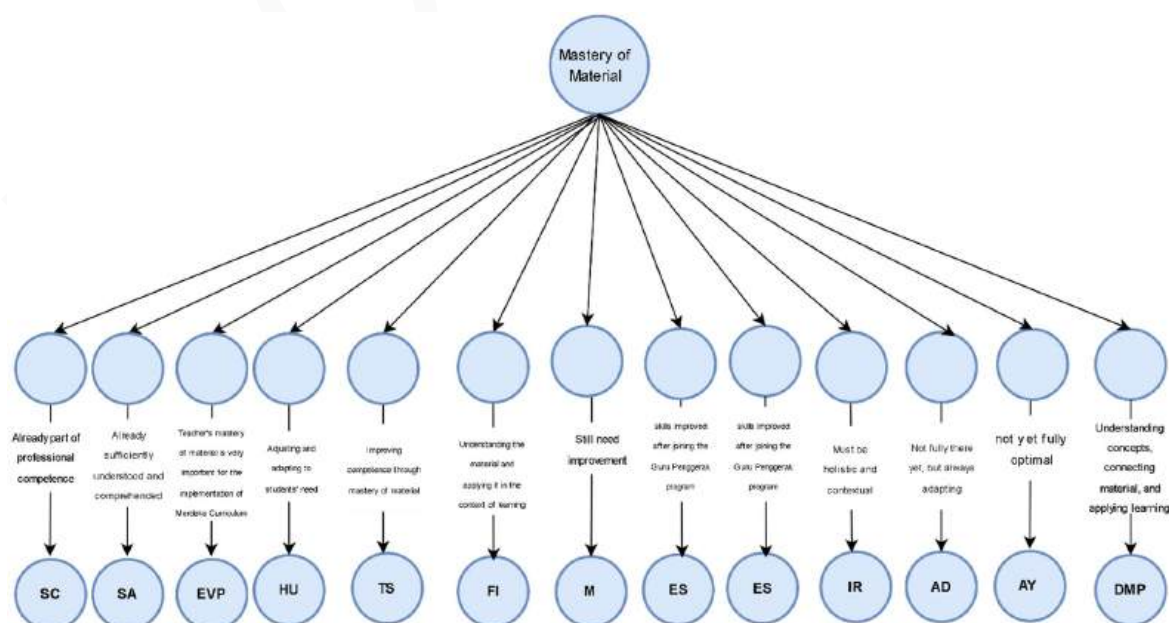 Mastery of
Material
Already part of
professional
competence
Already
sufficiently
understood and
comprehended
Teacher's mastery
of material is very
important for the
implementation of
Merdeka Curriculum
Adjusting and
adapting to
students' need
Improving
competence through
mastery of material
Understanding the
material and
applying it in the
context of learning
Still need
improvement
skills improved
after joining the
Guru Penggerak
program
skills improved
after joining the
Guru Penggerak
program
Must be
holistic and
contextual
Not fully there
yet, but always
adapting
not yet fully
optimal
Understanding
concepts,
connecting
material, and
applying learning
SC
SA
EVP
HU
TS
FI
M
ES
ES
IR
AD
AY
DMP